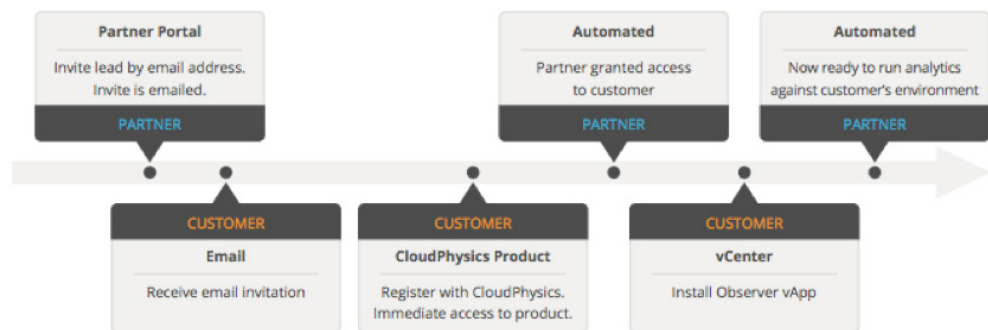 Partner Portal
Invite lead by email address.
Invite is emailed.
PARTNER
Automated
Partner granted access
to customer
PARTNER
Automated
Now ready to run analytics
against customer's environment
PARTNER
CUSTOMER
Email
Receive email invitation
CUSTOMER
CloudPhysics Product
Register with CloudPhysics.
Immediate access to product.
CUSTOMER
vCenter
Install Observer vApp